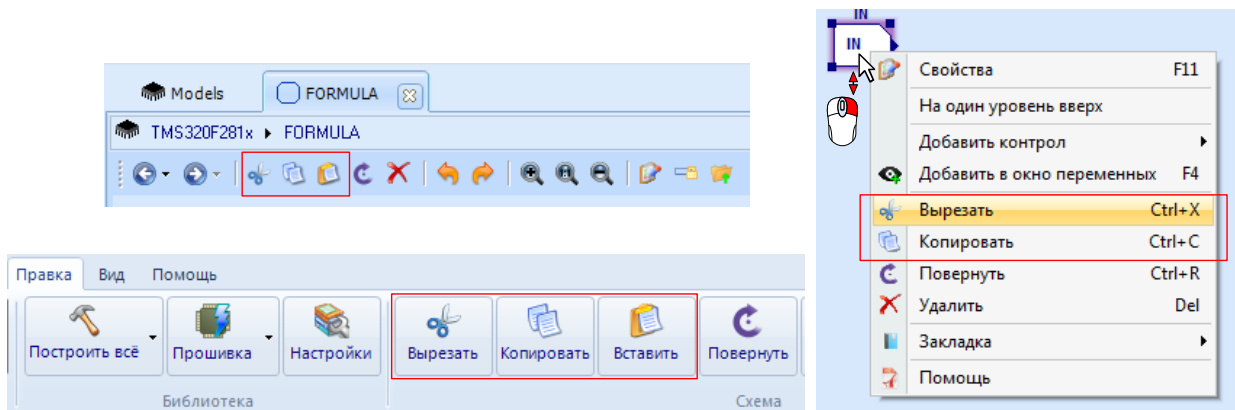 Models
FORMULA
TMS320F281x
FORMULA
Правка
Вид
Помощь
Построить всё
Прошивка
Настройки
Вырезать
Копировать
Вставить
Повернуть
Библиотека
Схема
IN
IN
Свойства F11
На один уровень вверх
Добавить контрол
Добавить в окно переменных F4
Вырезать Ctrl+X
Копировать Ctrl+C
Повернуть Ctrl+R
Удалить Del
Закладка
Помощь